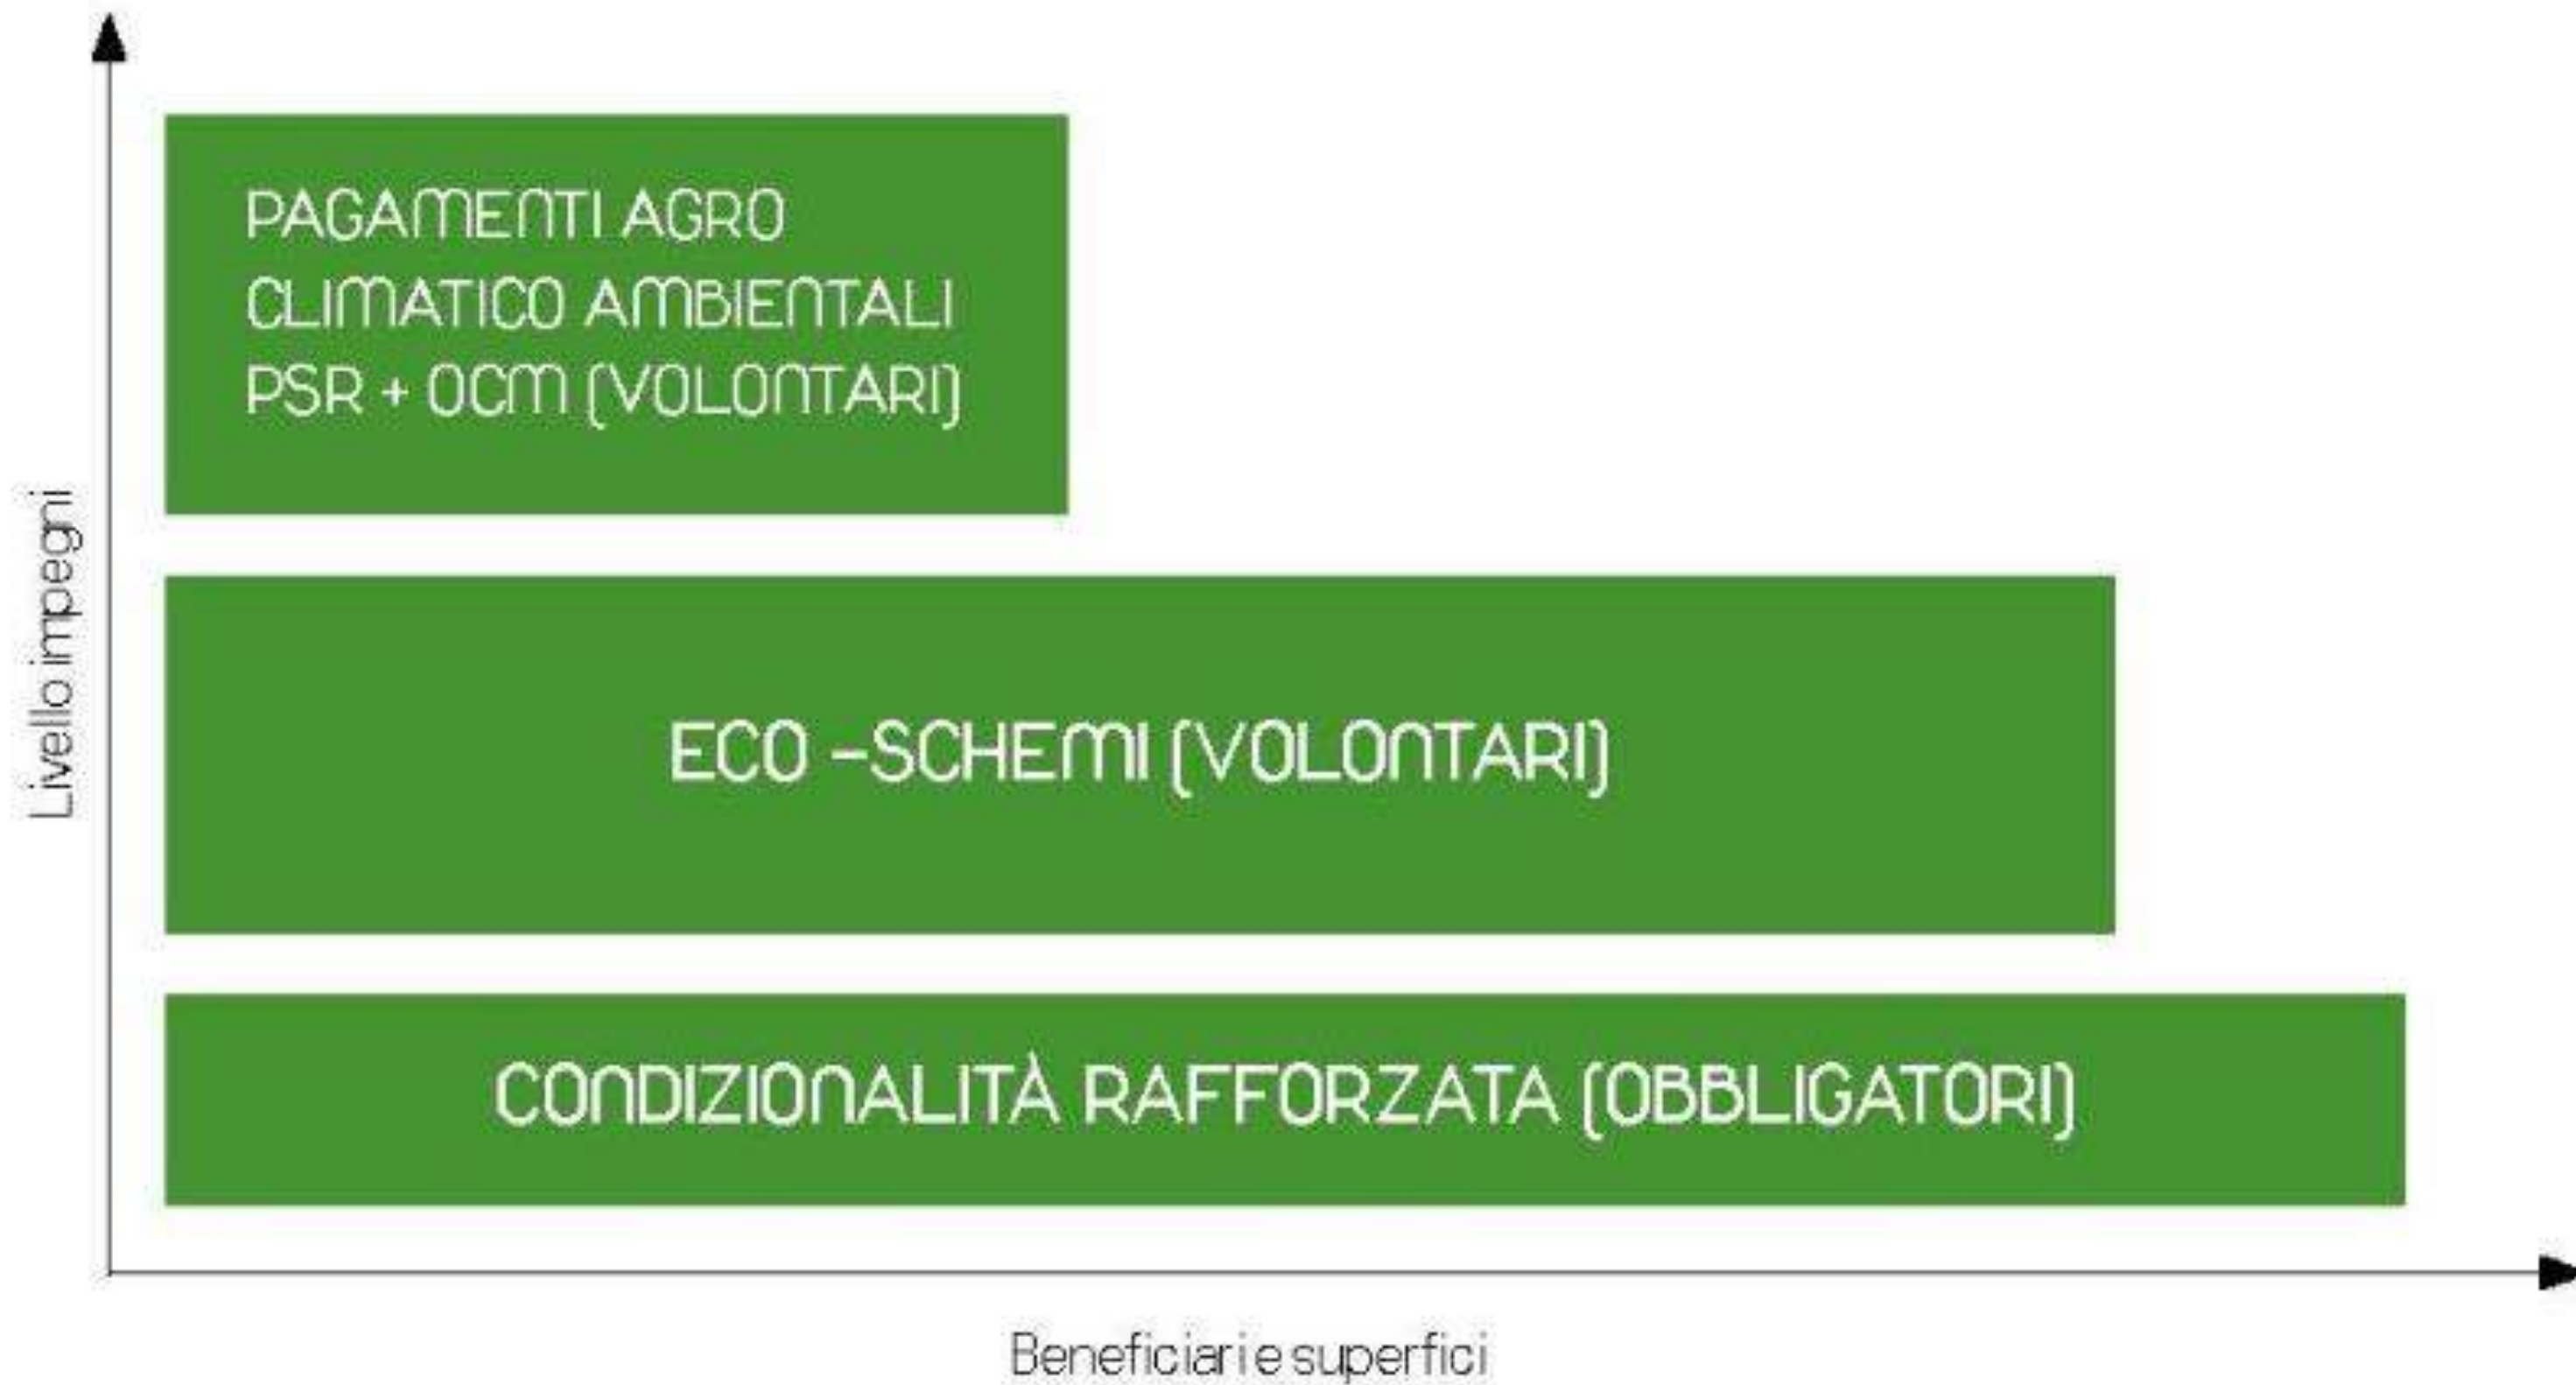 PAGAMENTI AGRO
CLIMATICO AMBIENTALI
PSR + OCM (VOLONTARI)
Livello impegni
ECO -SCHEMI (VOLONTARI)
CONDIZIONALITÀ RAFFORZATA (OBBLIGATORI)
Beneficiari e superfici